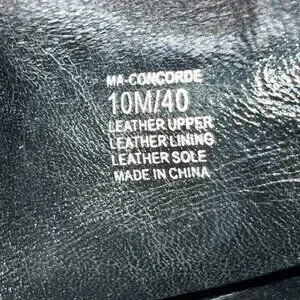 MA-CONCORDE
10M/40
LEATHER UPPER
LEATHER LINING
LEATHER SOLE
MADE IN CHINA